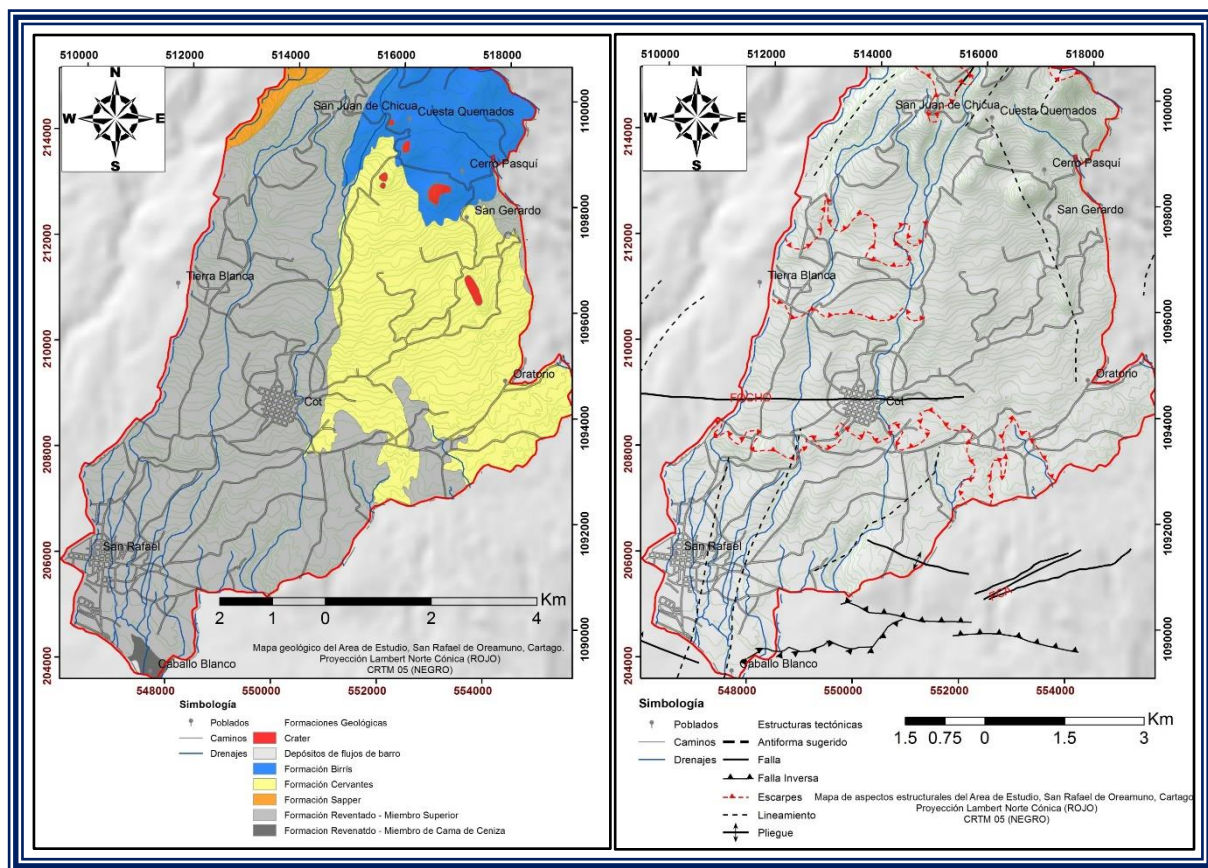 510000 512000 514000 516000 518000
N
W E
S
San Juan de Chicua
Cuesta Quemados
1100000
214000
Cerro Pasquí
San Gerardo
1098000
212000
Tierra Blanca
1096000
210000
Oratorio
Cot
1094000
208000
1092000
San Rafael
206000
2 1 0 2 4 Km
1090000
Mapa geológico del Area de Estudio, San Rafael de Oreamuno, Cartago.
Proyección Lambert Norte Cónica (ROJO)
CRTM 05 (NEGRO)
Caballo Blanco
204000
548000 550000 552000 554000
Simbología
Poblados
Caminos
Drenajes
Formaciones Geológicas
Crater
Depósitos de flujos de barro
Formación Birrís
Formación Cervantes
Formación Sapper
Formación Reventado - Miembro Superior
Formacion Revenatdo - Miembro de Cama de Ceniza
510000 512000 514000 516000 518000
N
W E
S
San Juan de Chicua
Cuesta Quemados
1100000
214000
Cerro Pasquí
San Gerardo
1098000
212000
Tierra Blanca
1096000
210000
Oratorio
FOCHO
Cot
1094000
208000
1092000
San Rafael
206000
1090000
Caballo Blanco
204000
548000 550000 552000 554000
Simbología
Poblados
Caminos
Drenajes
Estructuras tectónicas
Antiforma sugerido
Falla
Falla Inversa
Escarpes
Lineamiento
Pliegue
1.5 0.75 0 1.5 3 Km
Mapa de aspectos estructurales del Area de Estudio, San Rafael de Oreamuno, Cartago
Proyección Lambert Norte Cónica (ROJO)
CRTM 05 (NEGRO)